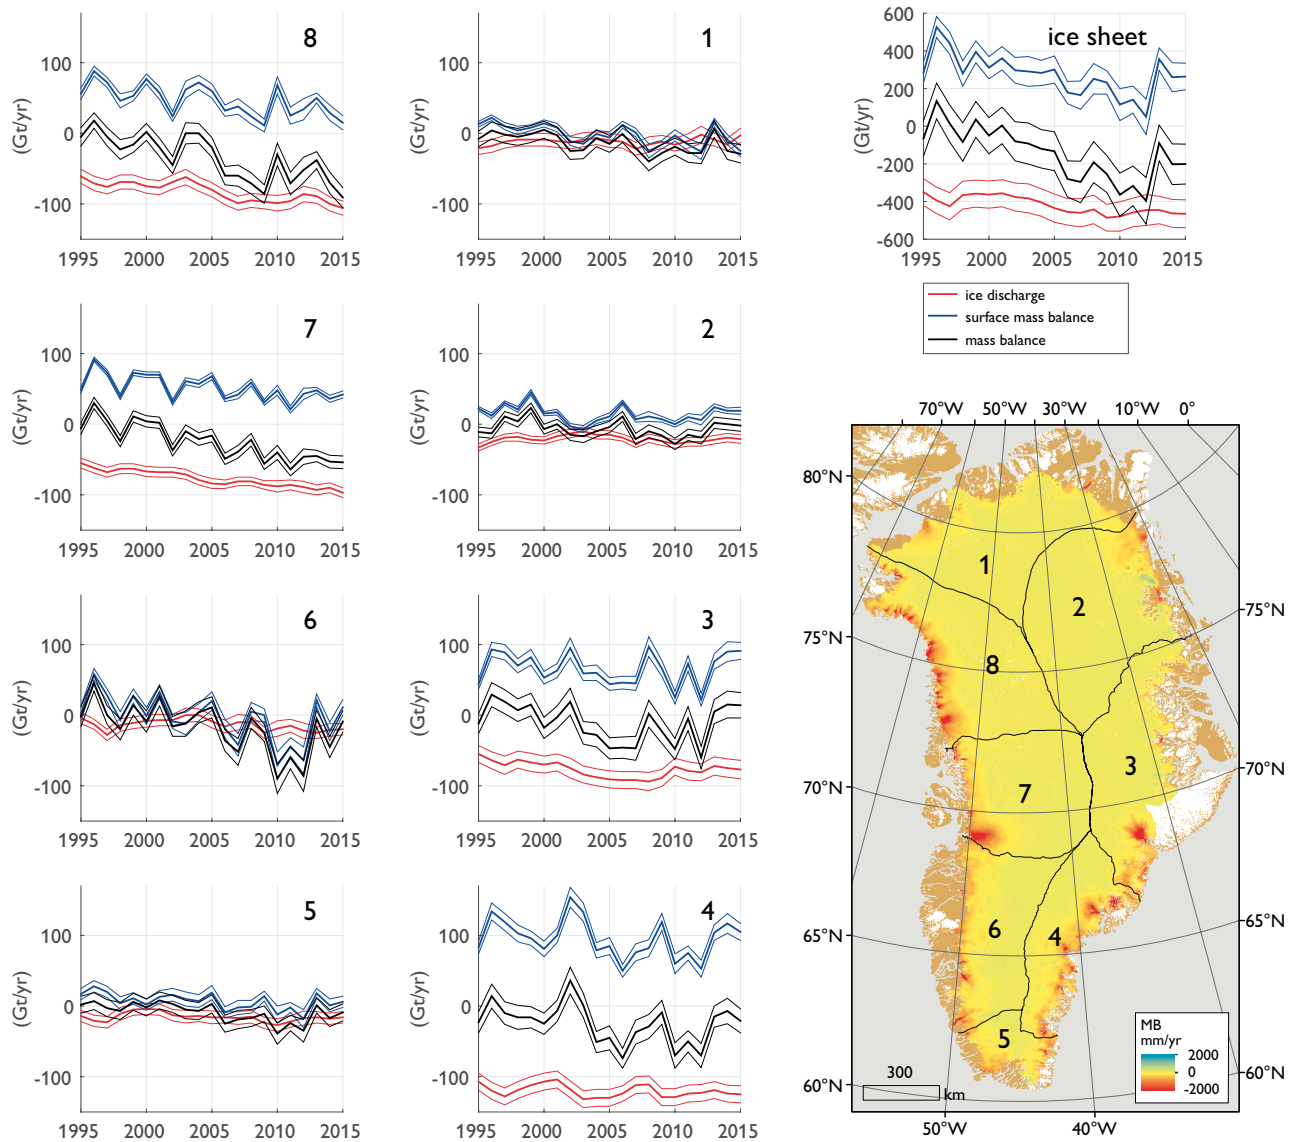 8
100
0
-100
(Gt/yr)
1995 2000 2005 2010 2015
1
100
0
-100
(Gt/yr)
1995 2000 2005 2010 2015
ice sheet
600
400
200
0
-200
-400
-600
(Gt/yr)
1995 2000 2005 2010 2015
ice discharge
surface mass balance
mass balance
7
100
0
-100
(Gt/yr)
1995 2000 2005 2010 2015
2
100
0
-100
(Gt/yr)
1995 2000 2005 2010 2015
6
100
0
-100
(Gt/yr)
1995 2000 2005 2010 2015
3
100
0
-100
(Gt/yr)
1995 2000 2005 2010 2015
5
100
0
-100
(Gt/yr)
1995 2000 2005 2010 2015
4
100
0
-100
(Gt/yr)
1995 2000 2005 2010 2015
70°W 50°W 30°W 10°W 0°
80°N
75°N
70°N
65°N
60°N
75°N
70°N
65°N
60°N
1
2
8
3
7
6
4
5
MB
mm/yr
2000
0
-2000
300
km
50°W 40°W